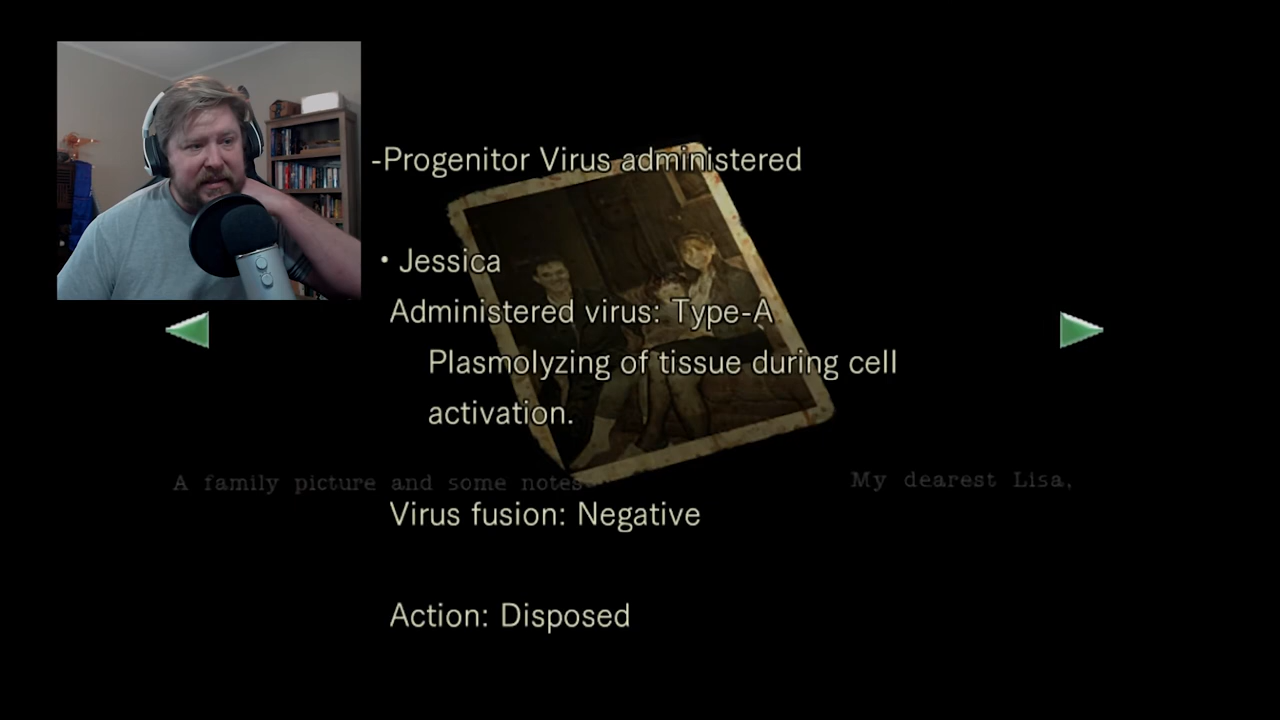 -Progenitor Virus administered
• Jessica
Administered virus: Type-A
Plasmolyzing of tissue during cell
activation.
A family picture and some notes
My dearest Lisa,
Virus fusion: Negative
Action: Disposed